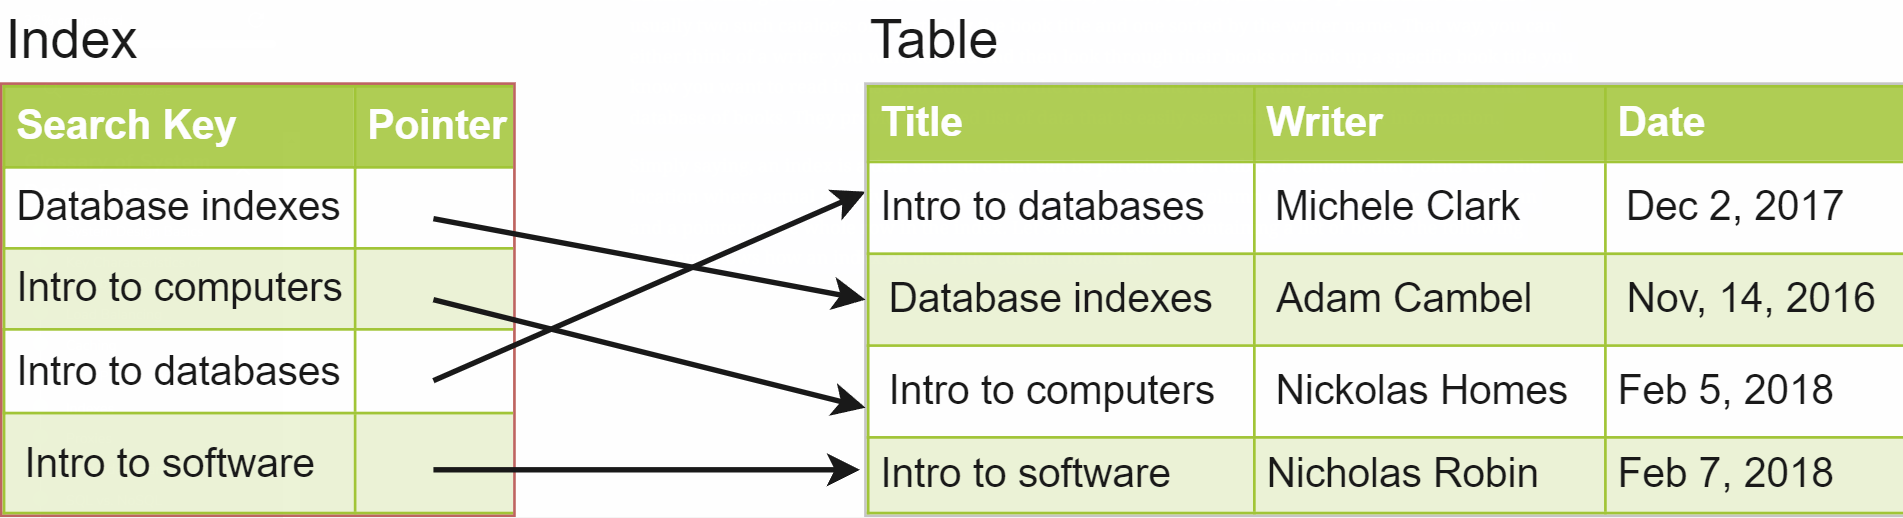 Index
Search Key Pointer
Database indexes
Intro to computers
Intro to databases
Intro to software
Table
Title Writer Date
Intro to databases Michele Clark Dec 2, 2017
Database indexes Adam Cambel Nov, 14, 2016
Intro to computers Nickolas Homes Feb 5, 2018
Intro to software Nicholas Robin Feb 7, 2018